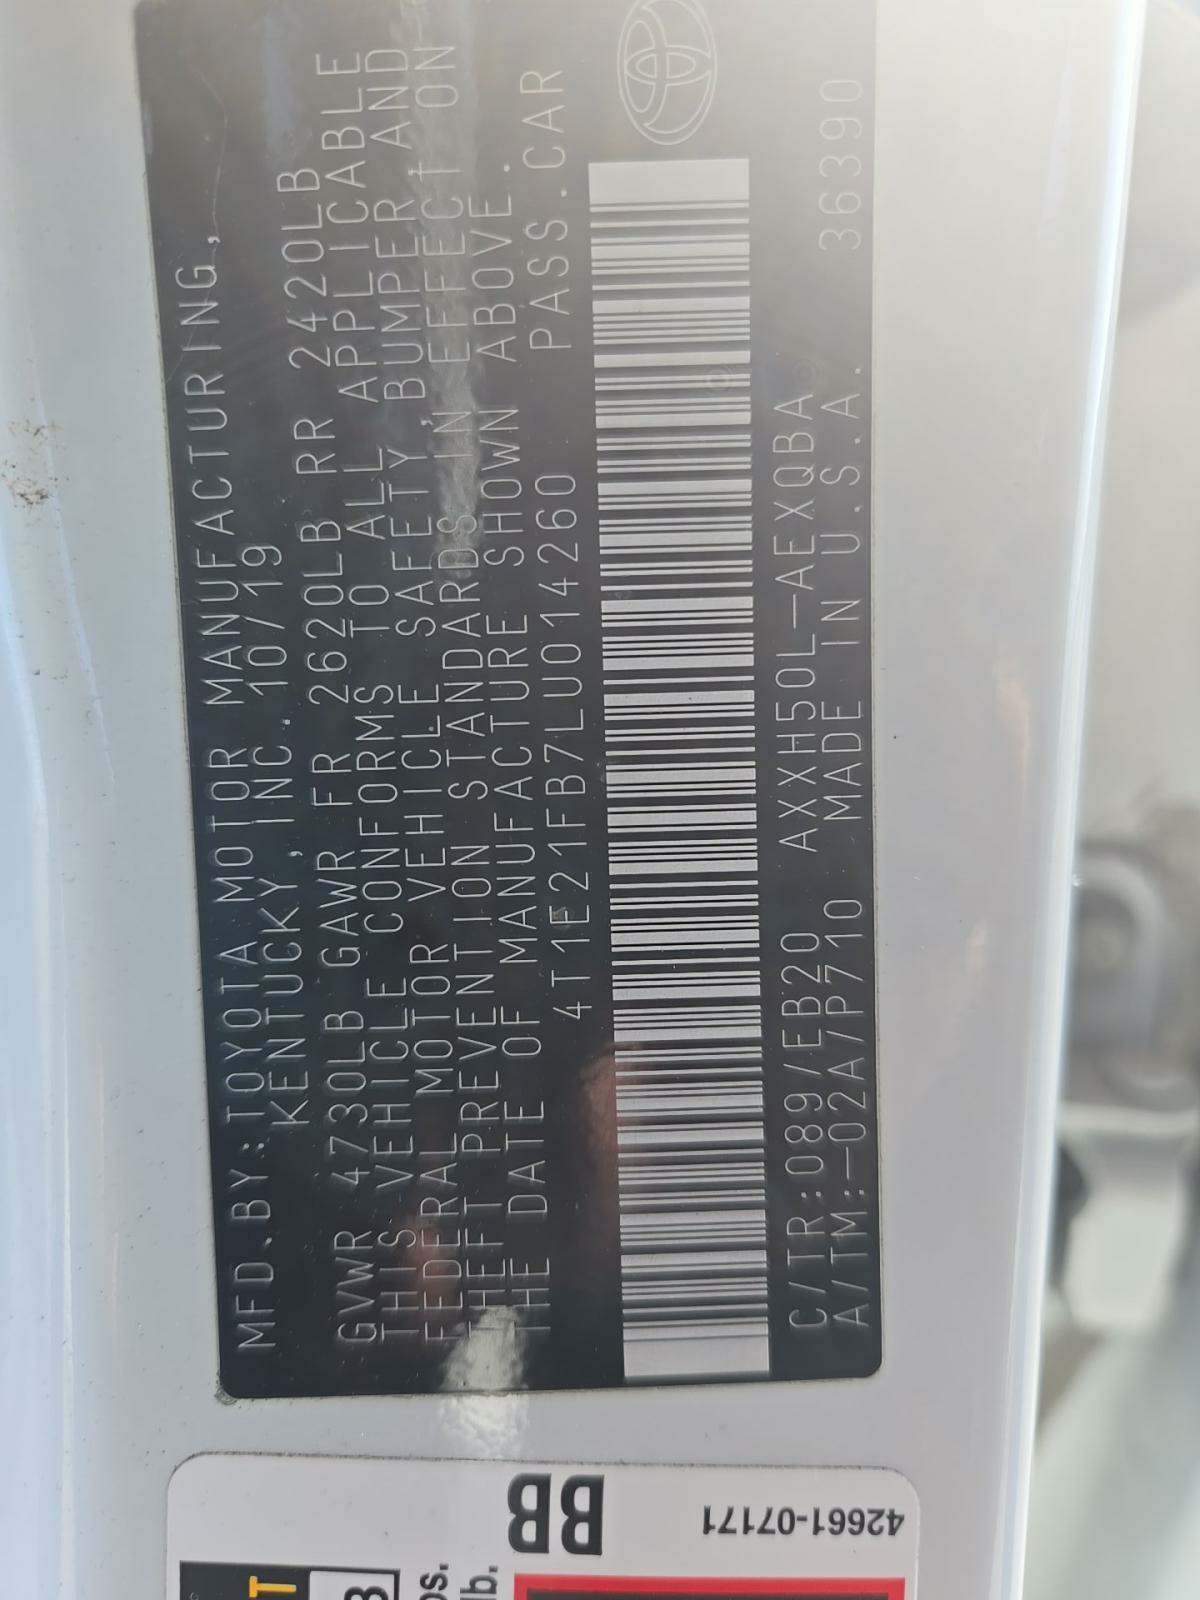 MFD.BY:TOYOTA MOTOR MANUFACTURING,
KENTUCKY, INC. 10/19
GVWR 4730LB GAWR FR 2620LB RR 2420LB
THIS VEHICLE CONFORMS TO ALL APPLICABLE
FEDERAL MOTOR VEHICLE SAFETY,BUMPER,AND
THEFT PREVENTION STANDARDS IN EFFECT ON
THE DATE OF MANUFACTURE SHOWN ABOVE.
4T1E21FB7LU014260 PASS.CAR
C/TR:089/EB20 AXXH50L-AEXQBA
A/TM:-02A/P710 MADE IN U.S.A. 36390
BB
42661-07171